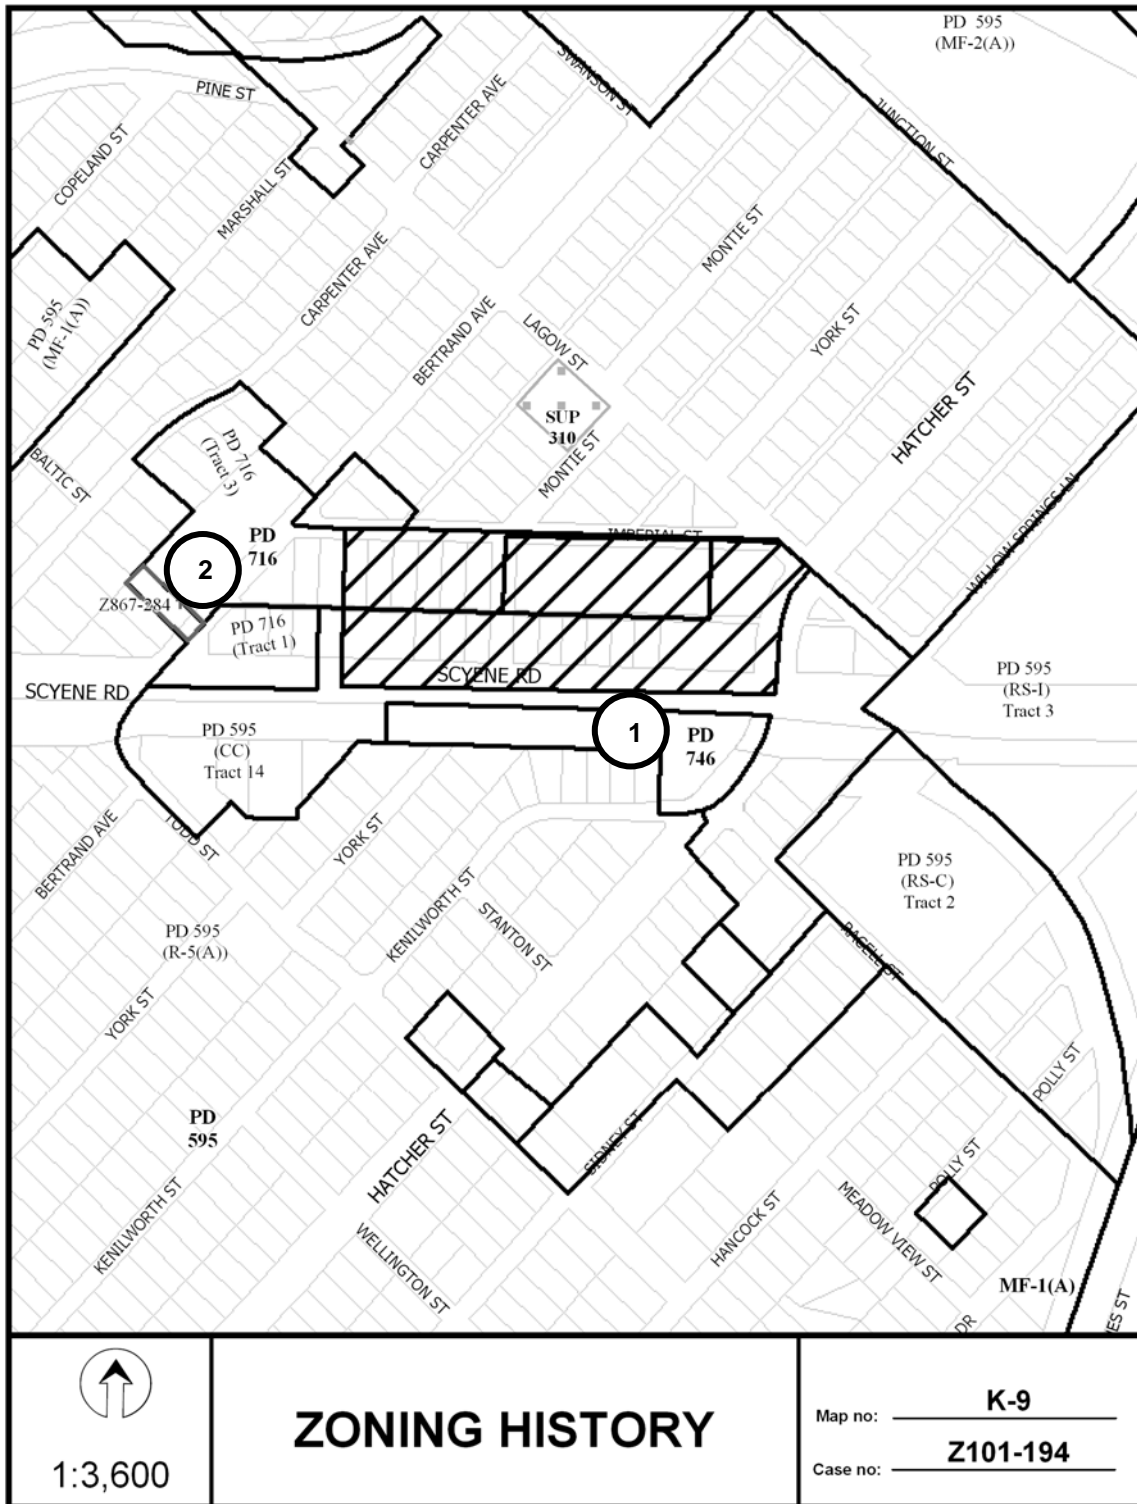 PD 595
(MF-2(A))
SWANSON ST
PINE ST
CARPENTER AVE
JUNCTION ST
COPELAND ST
MARSHALL ST
MONTIE ST
CARPENTER AVE
PD 595
(MF-1(A))
BERTRAND AVE
LAGOW ST
YORK ST
HATCHER ST
SUP
310
MONTIE ST
PD 716
(Tract 3)
BALTIC ST
WILLOW SPRINGS LN
IMPERIAL ST
PD
716
2
Z867-284
PD 716
(Tract 1)
SCYENE RD
SCYENE RD
PD 595
(RS-I)
Tract 3
1
PD
746
PD 595
(CC)
Tract 14
BERTRAND AVE
TODD ST
YORK ST
PD 595
(RS-C)
Tract 2
KENILWORTH ST
STANTON ST
PD 595
(R-5(A))
YORK ST
POLLY ST
PD
595
HATCHER ST
SIDNEY ST
POLLY ST
KENILWORTH ST
WELLINGTON ST
HANCOCK ST
MEADOW VIEW ST
MF-1(A)
DR
ES ST
1:3,600
ZONING HISTORY
Map no: K-9
Case no: Z101-194